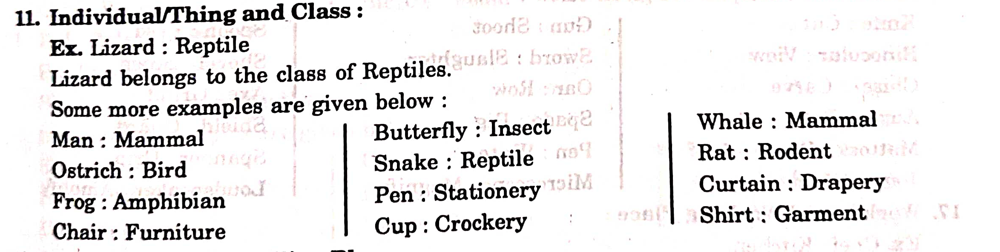 11. Individual/Thing and Class :
Ex. Lizard : Reptile
Lizard belongs to the class of Reptiles.
Some more examples are given below :
Man : Mammal
Ostrich : Bird
Frog : Amphibian
Chair : Furniture
Butterfly : Insect
Snake : Reptile
Pen : Stationery
Cup : Crockery
Whale : Mammal
Rat : Rodent
Curtain : Drapery
Shirt : Garment